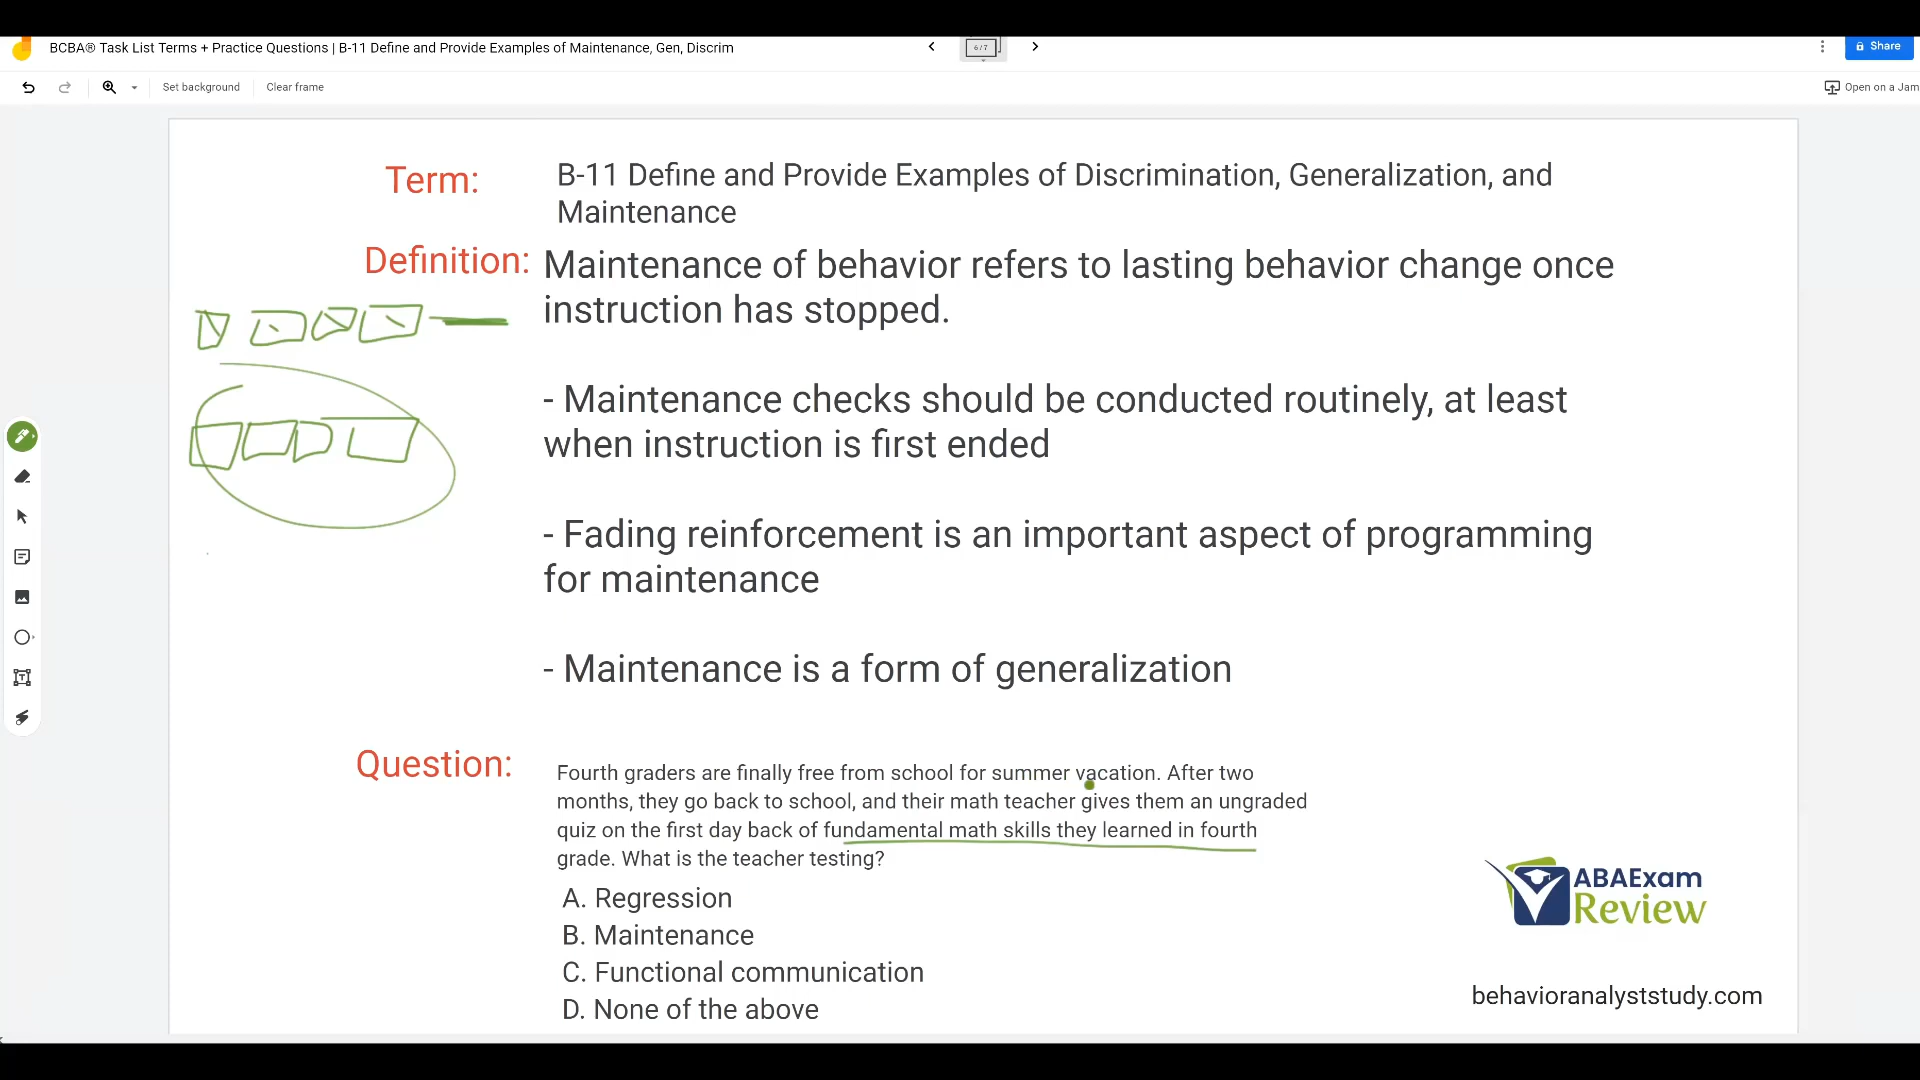 BCBA® Task List Terms + Practice Questions | B-11 Define and Provide Examples of Maintenance, Gen, Discrim
6 / 7
Share
Set background
Clear frame
Open on a Jam
Term:
B-11 Define and Provide Examples of Discrimination, Generalization, and
Maintenance
Definition:
Maintenance of behavior refers to lasting behavior change once
instruction has stopped.
- Maintenance checks should be conducted routinely, at least
when instruction is first ended
- Fading reinforcement is an important aspect of programming
for maintenance
- Maintenance is a form of generalization
Question:
Fourth graders are finally free from school for summer vacation. After two
months, they go back to school, and their math teacher gives them an ungraded
quiz on the first day back of fundamental math skills they learned in fourth
grade. What is the teacher testing?
A. Regression
B. Maintenance
C. Functional communication
D. None of the above
ABAExam
Review
behavioranalyststudy.com